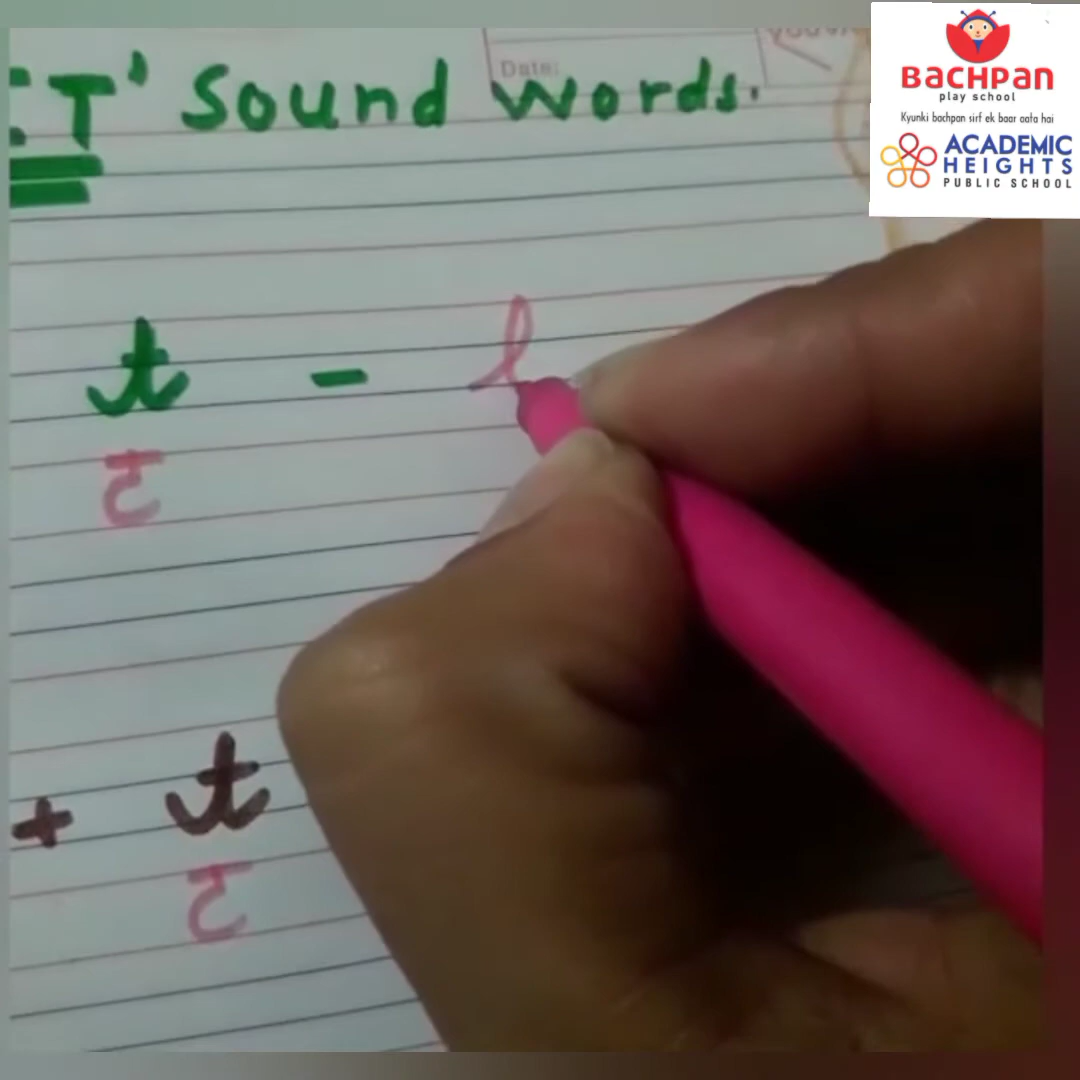 T' Sound Words.
Date:
BACHPAN
play school
Kyunki bachpan sirf ek baar aata hai
ACADEMIC
HEIGHTS
PUBLIC SCHOOL
t - l
ट
+ t
ट